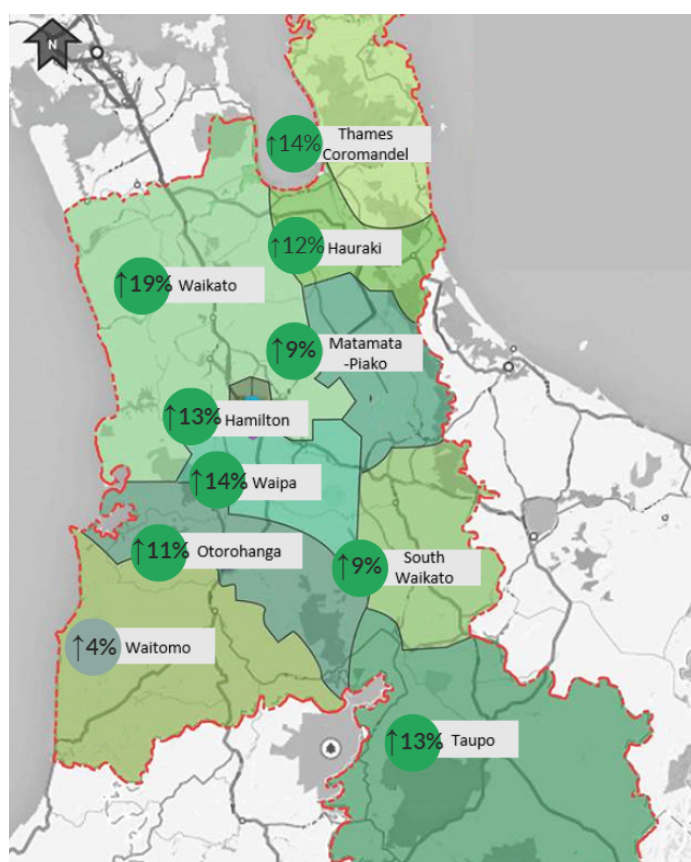 N
↑14%
Thames
Coromandel
↑12%
Hauraki
↑19%
Waikato
↑9%
Matamata
-Piako
↑13%
Hamilton
↑14%
Waipa
↑11%
Otorohanga
↑9%
South
Waikato
↑4%
Waitomo
↑13%
Taupo